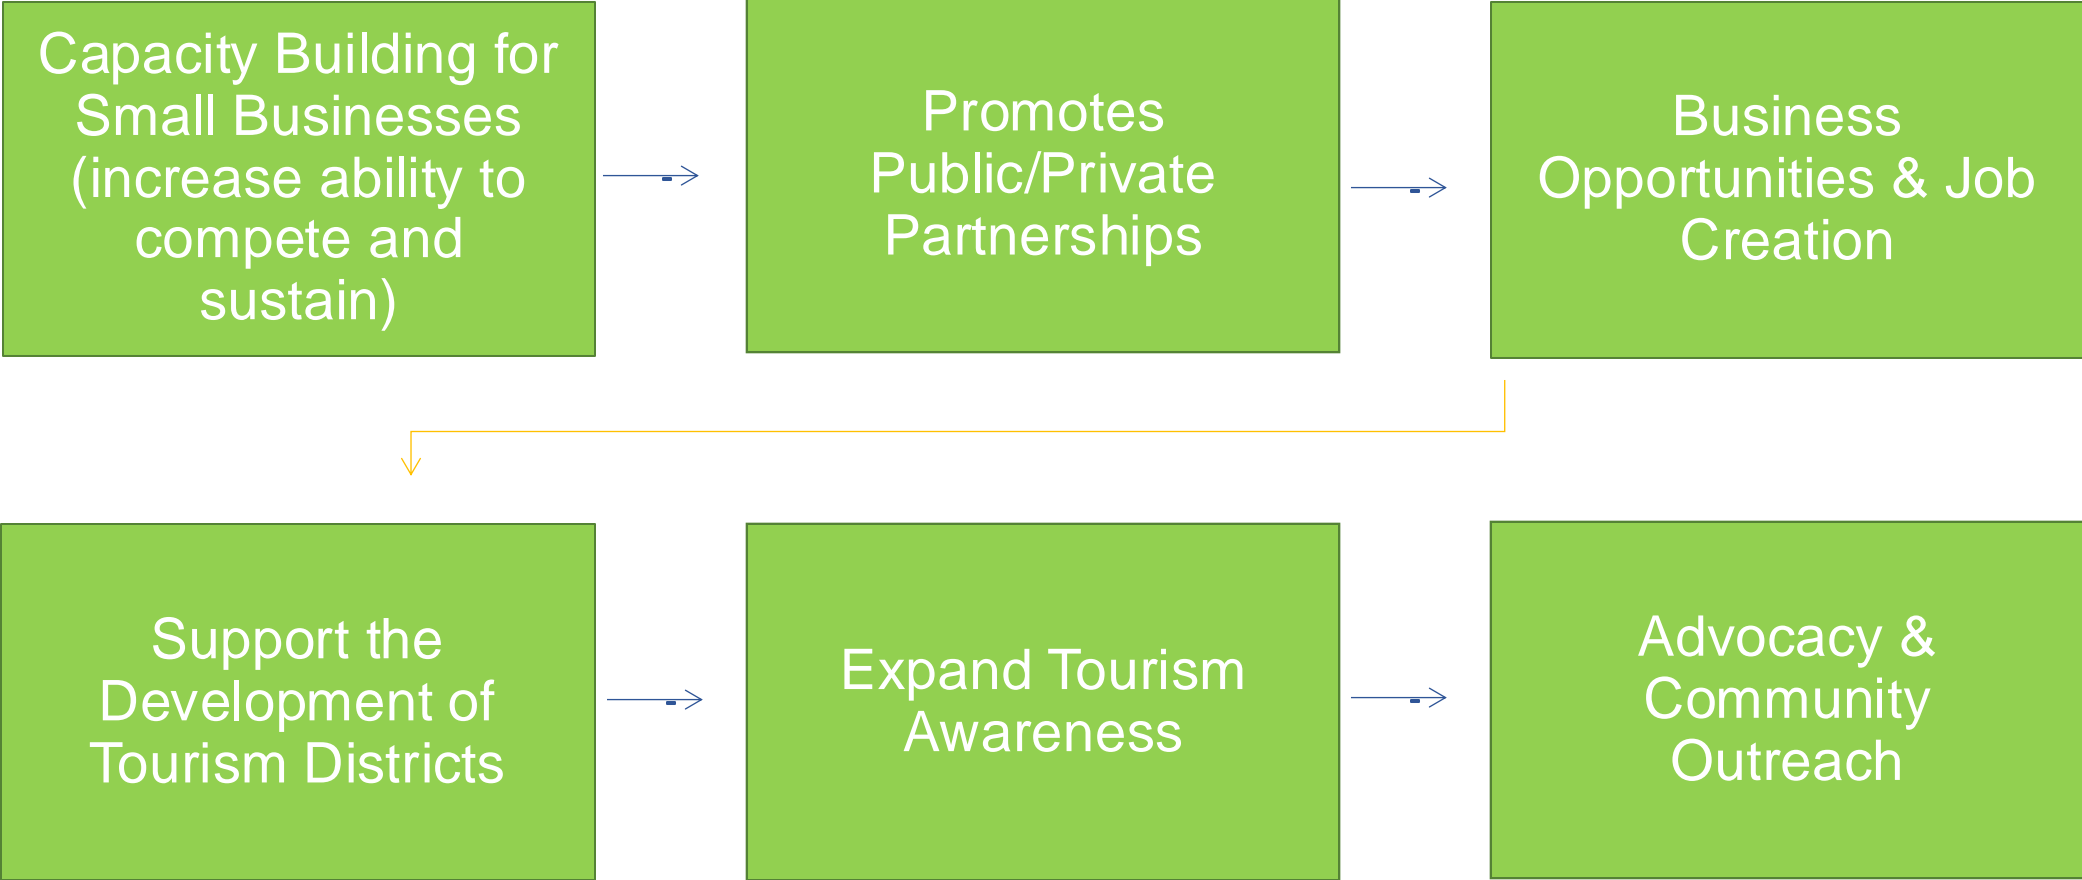 Capacity Building for
Small Businesses
(increase ability to
compete and
sustain)
Promotes
Public/Private
Partnerships
Business
Opportunities & Job
Creation
Support the
Development of
Tourism Districts
Expand Tourism
Awareness
Advocacy &
Community
Outreach